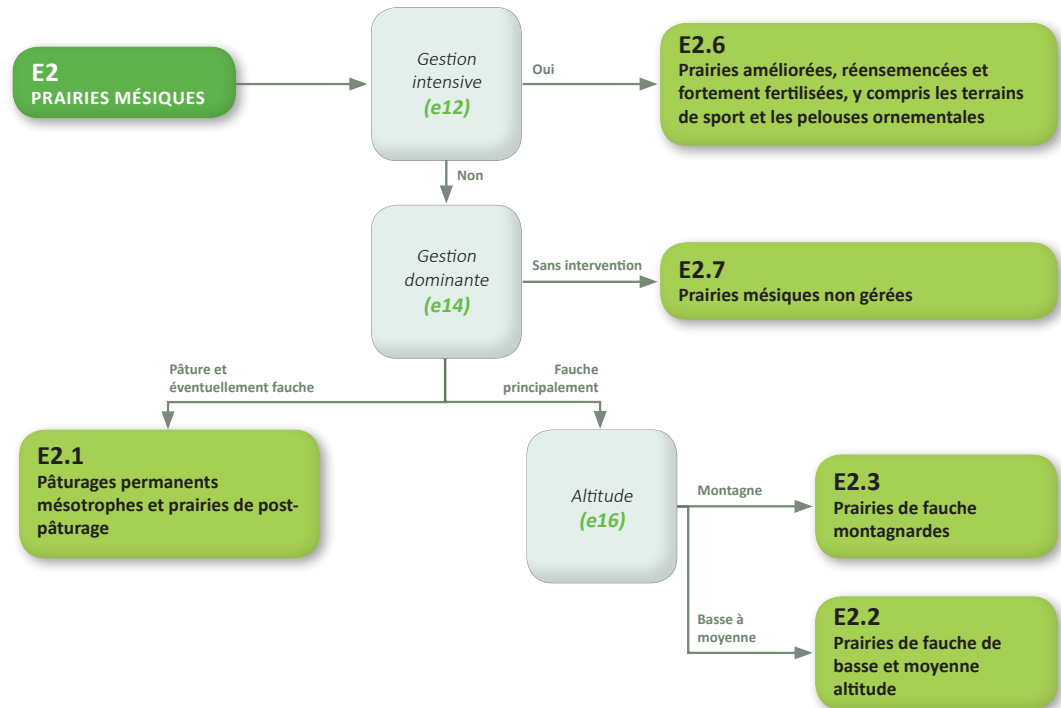 E2
PRAIRIES MÉSIQUES
Gestion
intensive
(e12)
Oui
E2.6
Prairies améliorées, réensemencées et
fortement fertilisées, y compris les terrains
de sport et les pelouses ornementales
Non
Gestion
dominante
(e14)
Sans intervention
E2.7
Prairies mésiques non gérées
Pâture et
éventuellement fauche
Fauche
principalement
E2.1
Pâturages permanents
mésotrophes et prairies de post-
pâturage
Altitude
(e16)
Montagne
E2.3
Prairies de fauche
montagnardes
Basse à
moyenne
E2.2
Prairies de fauche de
basse et moyenne
altitude